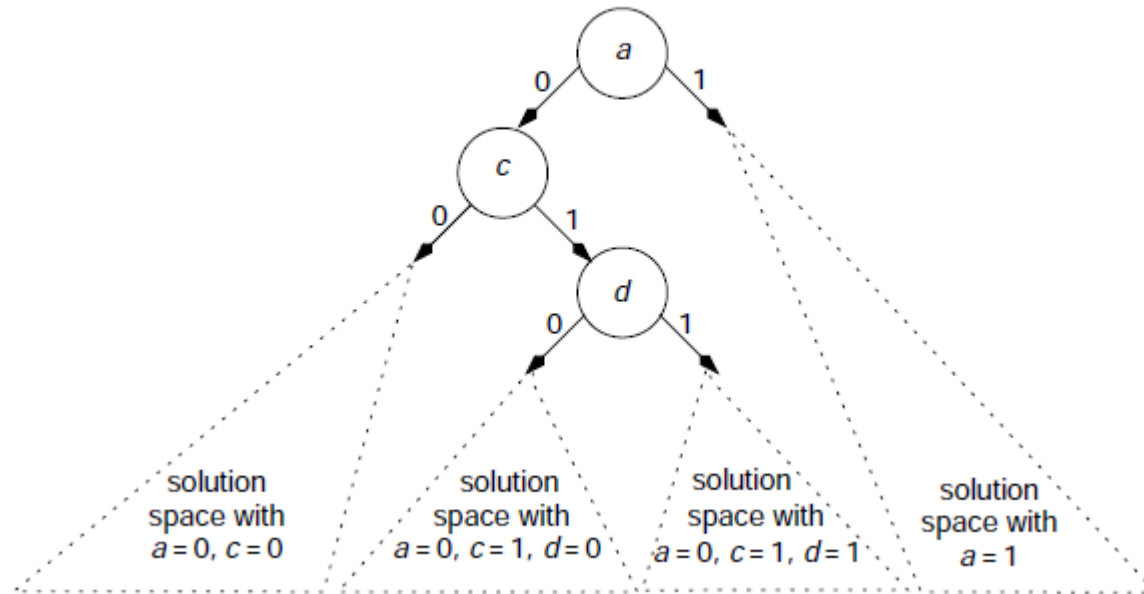 a
0
1
c
0
1
d
0
1
solution
space with
a = 0, c = 0
solution
space with
a = 0, c = 1, d = 0
solution
space with
a = 0, c = 1, d = 1
solution
space with
a = 1